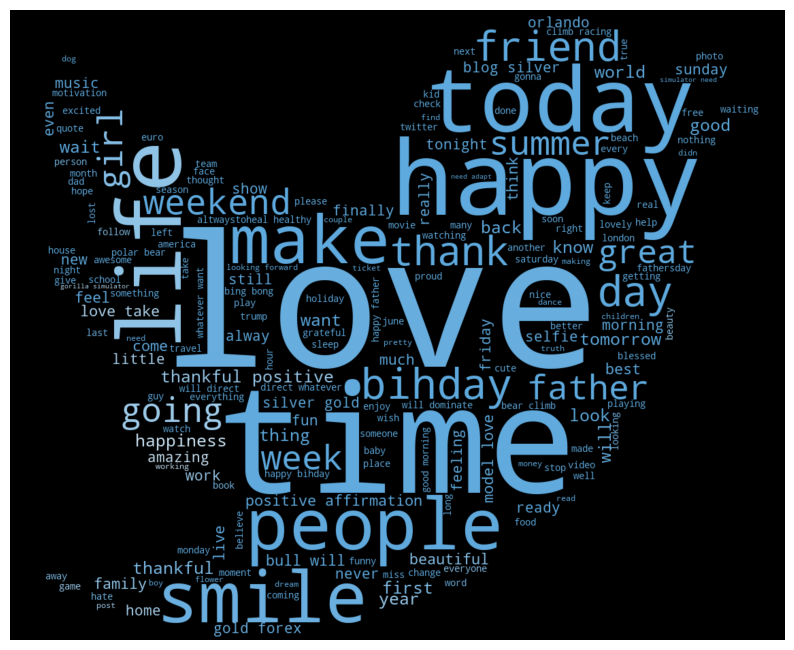 orlando
climb racing
next
friend
true
dog
blog silver
world
photo
sunday
gonna
simulator need
music
motivation
today
kid
check
done
free
waiting
excited
find
twitter
good
even
quote
euro
girl
tonight
summer
beach
every
nothing
wait
life
happy
didn
person
team
face
thought
think
month
dad
hope
season
show
please
really
need adapt
keep
real
weekend
finally
lost
altwaystoheal healthy
couple
movie
many
back
soon
right
lovely
help
follow
left
make
watching
thank
another
know
london
great
house
polar bear
america
new
awesome
still
saturday
making
fathersday
night
take
looking forward
ticket
proud
getting
give
school
gorilla simulator
bing bong
love
day
feel
something
whatever want
play
holiday
happy father
nice
dance
children
love take
trump
want
june
morning
beauty
last
need
alway
grateful
friday
better
selfie
tomorrow
come
travel
sleep
pretty
truth
little
hour
much
blessed
thankful positive
bihday
cute
best
will direct
direct whatever
father
playing
guy
everything
silver gold
enjoy
will dominate
bear climb
going
time
look
watch
wish
fun
someone
made
will
looking
happiness
thing
good morning
feeling
model love
amazing
week
baby
place
money
stop
video
working
work
happy bihday
well
book
long
read
positive affirmation
ready
believe
people
food
live
monday
bull will
funny
beautiful
thankful
never
miss
change
everyone
away
family
boy
flower
moment
smile
dream
first
word
game
hate
coming
year
post
home
gold forex